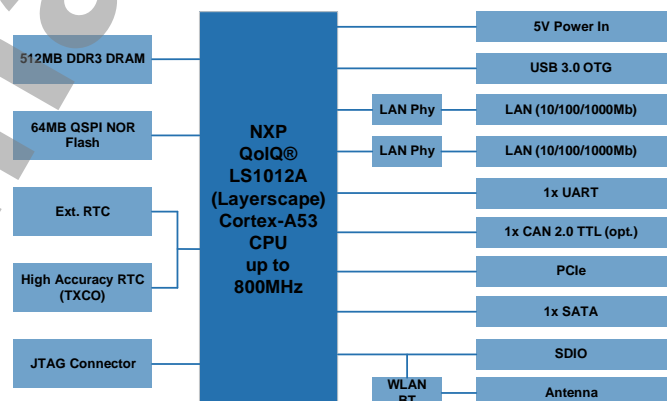 512MB DDR3 DRAM
64MB QSPI NOR
Flash
Ext. RTC
High Accuracy RTC
(TXCO)
JTAG Connector
NXP
QoIQ®
LS1012A
(Layerscape)
Cortex-A53
CPU
up to
800MHz
LAN Phy
LAN Phy
WLAN
BT
5V Power In
USB 3.0 OTG
LAN (10/100/1000Mb)
LAN (10/100/1000Mb)
1x UART
1x CAN 2.0 TTL (opt.)
PCIe
1x SATA
SDIO
Antenna